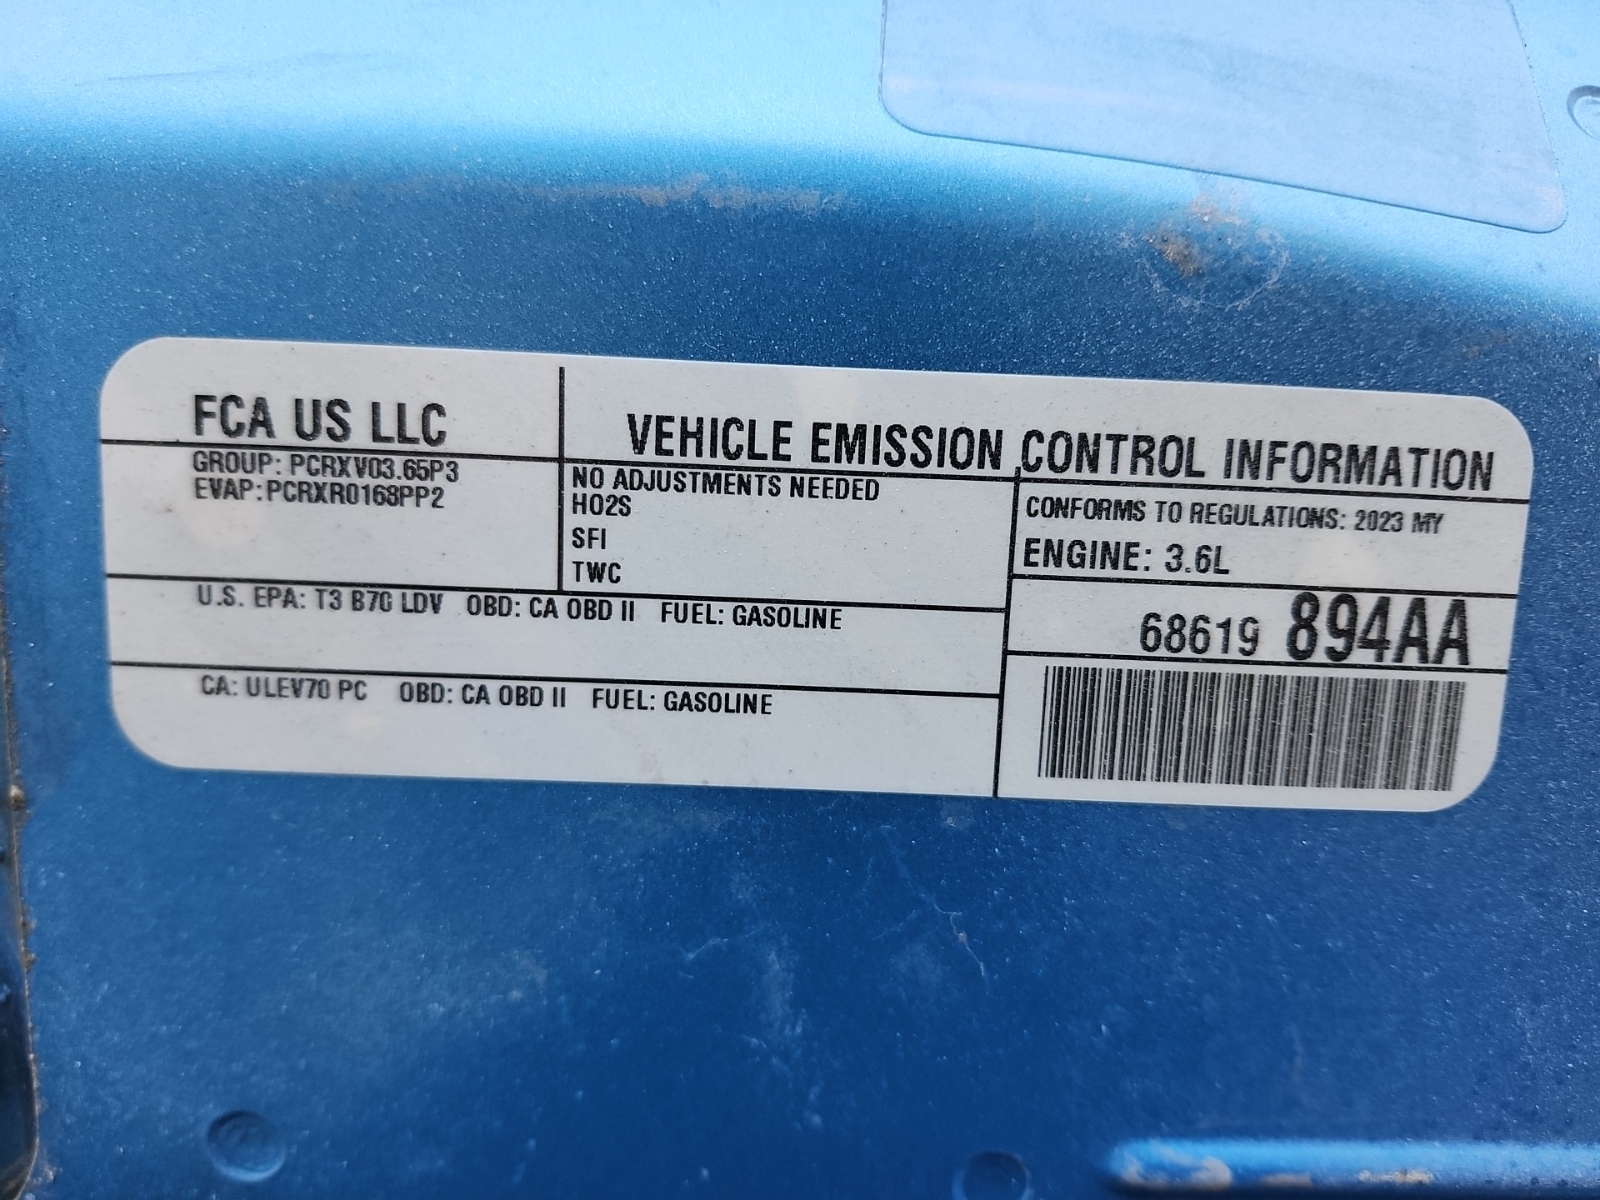 FCA US LLC
VEHICLE EMISSION CONTROL INFORMATION
GROUP: PCRXV03.65P3
EVAP:PCRXR0168PP2
NO ADJUSTMENTS NEEDED
HO2S
SFI
TWC
CONFORMS TO REGULATIONS: 2023 MY
ENGINE: 3.6L
U.S. EPA: T3 B70 LDV OBD: CA OBD II FUEL: GASOLINE
68619 894AA
CA: ULEV70 PC OBD: CA OBD II FUEL: GASOLINE